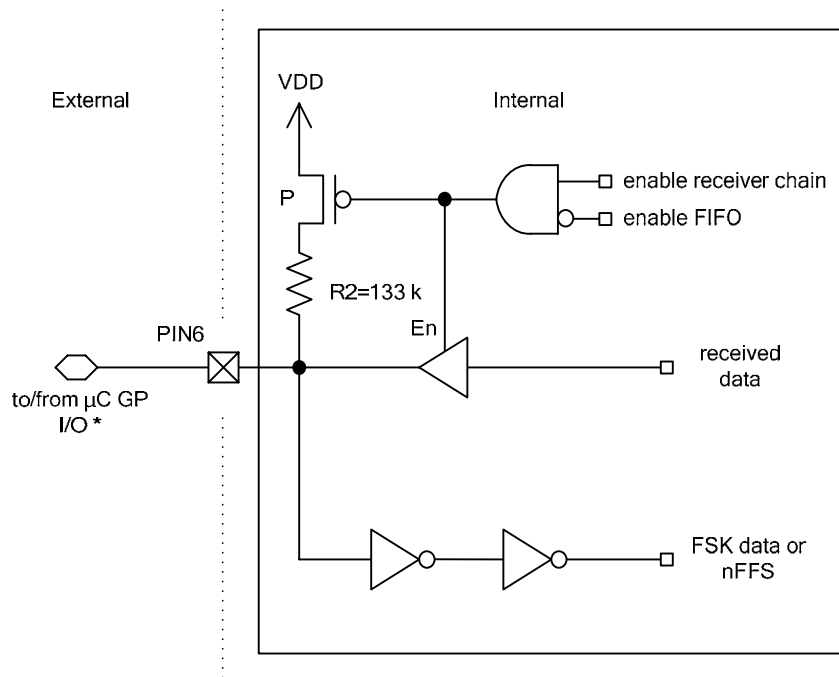 External
VDD
Internal
P
enable receiver chain
enable FIFO
R2=133 k
En
PIN6
to/from µC GP
I/O *
received
data
FSK data or
nFFS